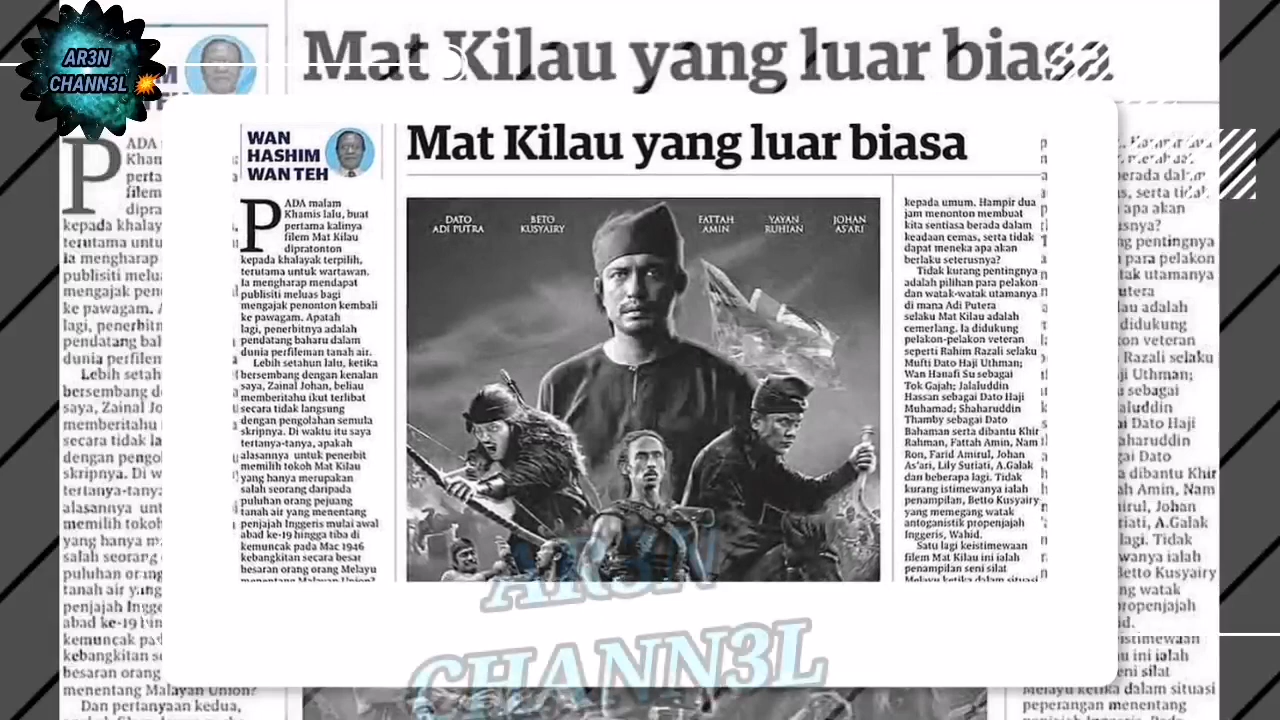 AR3N
CHANN3L
Mat Kilau yang luar biasa
WAN
HASHIM
WAN TEH
Mat Kilau yang luar biasa
PADA malam
Khamis lalu, buat
pertama kalinya
filem Mat Kilau
dipratonton
kepada khalayak terpilih,
terutama untuk wartawan.
Ia mengharap mendapat
publisiti meluas bagi
mengajak penonton kembali
ke pawagam. Apatah
lagi, penerbitnya adalah
pendatang baharu dalam
dunia perfileman tanah air.
Lebih setahun lalu, ketika
bersembang dengan kenalan
saya, Zainal Johan, beliau
memberitahu ikut terlibat
secara tidak langsung
dengan pengolahan semula
skripnya. Di waktu itu saya
tertanya-tanya, apakah
alasannya untuk penerbit
memilih tokoh Mat Kilau
yang hanya merupakan
salah seorang daripada
puluhan orang pejuang
tanah air yang menentang
penjajah Inggeris mulai awal
abad ke-19 hingga tiba di
kemuncak pada Mac 1946
kebangkitan secara besar
besaran orang orang Melayu
menentang Malayan Union?
DATO
ADI PUTRA
BETO
KUSYAIRY
FATTAH
AMIN
YAYAN
RUHIAN
JOHAN
AS'ARI
kepada umum. Hampir dua
jam menonton membuat
kita sentiasa berada dalam
keadaan cemas, serta tidak
dapat meneka apa akan
berlaku seterusnya?
Tidak kurang pentingnya
adalah pilihan para pelakon
dan watak-watak utamanya
di mana Adi Putera
selaku Mat Kilau adalah
cemerlang. Ia didukung
pelakon-pelakon veteran
seperti Rahim Razali selaku
Mufti Dato Haji Uthman;
Wan Hanafi Su sebagai
Tok Gajah; Jalaluddin
Hassan sebagai Dato Haji
Muhamad; Shaharuddin
Thamby sebagai Dato
Bahaman serta dibantu Khir
Rahman, Fattah Amin, Nam
Ron, Farid Amirul, Johan
As'ari, Lily Sutiati, A.Galak
dan beberapa lagi. Tidak
kurang istimewanya ialah
penampilan, Betto Kusyairy
yang memegang watak
antoganistik propenjajah
Inggeris, Wahid.
Satu lagi keistimewaan
filem Mat Kilau ini ialah
penampilan seni silat
Melayu ketika dalam situasi
AR3N
CHANN3L
menentang Malayan Union?
Dan pertanyaan kedua,
Melayu ketika dalam situasi
peperangan menentang